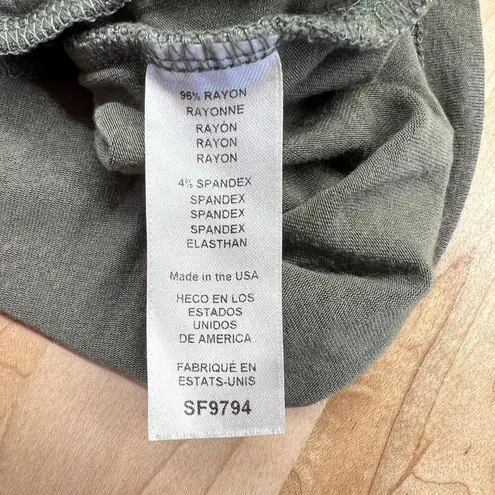 96% RAYON
RAYONNE
RAYÓN
RAYON
RAYON
4% SPANDEX
SPANDEX
SPANDEX
SPANDEX
ELASTHAN
Made in the USA
HECO EN LOS
ESTADOS
UNIDOS
DE AMERICA
FABRIQUÉ EN
ESTATS-UNIS
SF9794